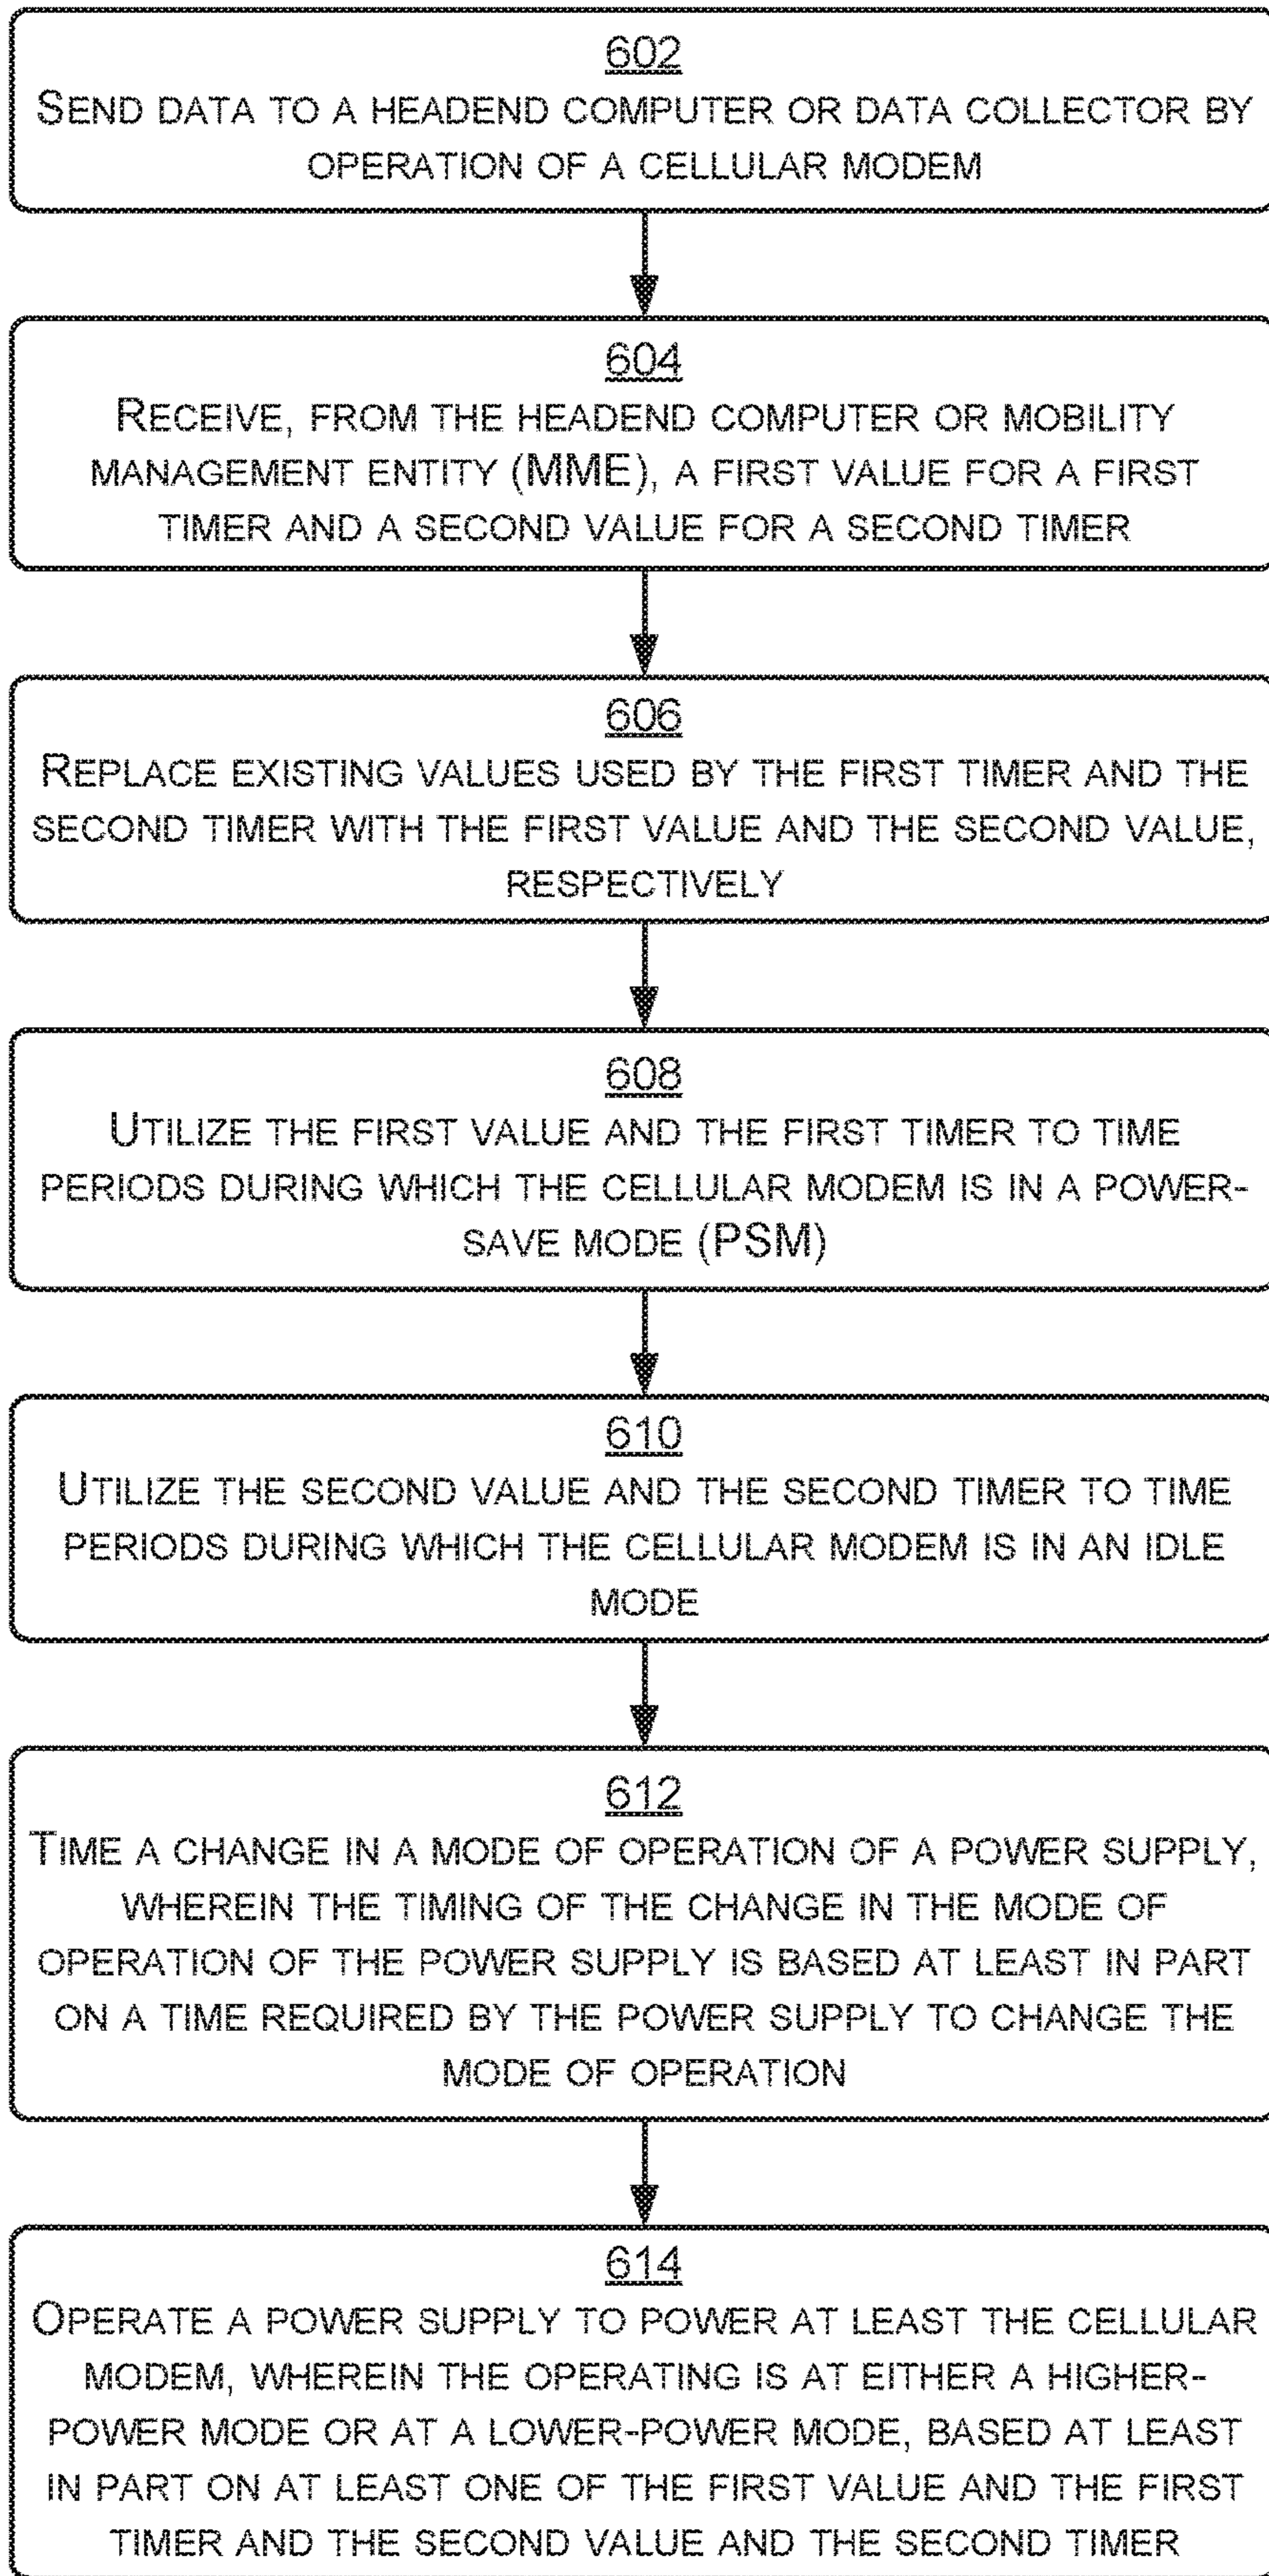 602
SEND DATA TO A HEADEND COMPUTER OR DATA COLLECTOR BY
OPERATION OF A CELLULAR MODEM
604
RECEIVE, FROM THE HEADEND COMPUTER OR MOBILITY
MANAGEMENT ENTITY (MME), A FIRST VALUE FOR A FIRST
TIMER AND A SECOND VALUE FOR A SECOND TIMER
606
REPLACE EXISTING VALUES USED BY THE FIRST TIMER AND THE
SECOND TIMER WITH THE FIRST VALUE AND THE SECOND VALUE,
RESPECTIVELY
608
UTILIZE THE FIRST VALUE AND THE FIRST TIMER TO TIME
PERIODS DURING WHICH THE CELLULAR MODEM IS IN A POWER-
SAVE MODE (PSM)
610
UTILIZE THE SECOND VALUE AND THE SECOND TIMER TO TIME
PERIODS DURING WHICH THE CELLULAR MODEM IS IN AN IDLE
MODE
612
TIME A CHANGE IN A MODE OF OPERATION OF A POWER SUPPLY,
WHEREIN THE TIMING OF THE CHANGE IN THE MODE OF
OPERATION OF THE POWER SUPPLY IS BASED AT LEAST IN PART
ON A TIME REQUIRED BY THE POWER SUPPLY TO CHANGE THE
MODE OF OPERATION
614
OPERATE A POWER SUPPLY TO POWER AT LEAST THE CELLULAR
MODEM, WHEREIN THE OPERATING IS AT EITHER A HIGHER-
POWER MODE OR AT A LOWER-POWER MODE, BASED AT LEAST
IN PART ON AT LEAST ONE OF THE FIRST VALUE AND THE FIRST
TIMER AND THE SECOND VALUE AND THE SECOND TIMER